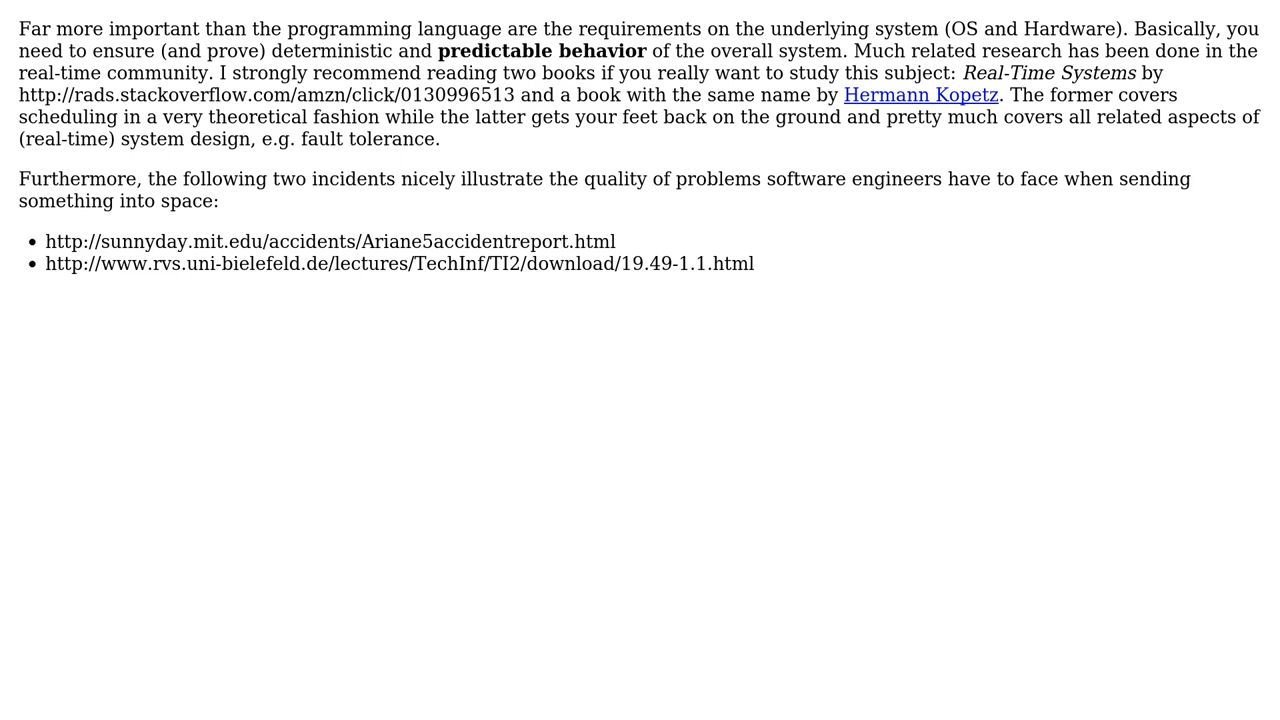 Far more important than the programming language are the requirements on the underlying system (OS and Hardware). Basically, you
need to ensure (and prove) deterministic and predictable behavior of the overall system. Much related research has been done in the
real-time community. I strongly recommend reading two books if you really want to study this subject: Real-Time Systems by
http://rads.stackoverflow.com/amzn/click/0130996513 and a book with the same name by Hermann Kopetz. The former covers
scheduling in a very theoretical fashion while the latter gets your feet back on the ground and pretty much covers all related aspects of
(real-time) system design, e.g. fault tolerance.
Furthermore, the following two incidents nicely illustrate the quality of problems software engineers have to face when sending
something into space:
• http://sunnyday.mit.edu/accidents/Ariane5accidentreport.html
• http://www.rvs.uni-bielefeld.de/lectures/TechInf/TI2/download/19.49-1.1.html